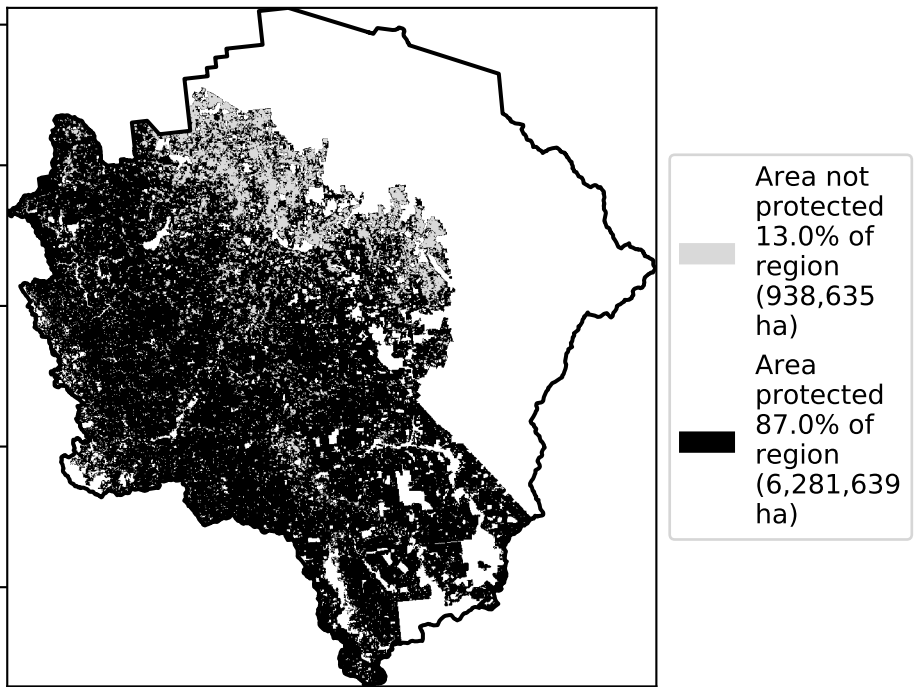 Area not
protected
13.0% of
region
(938,635
ha)
Area
protected
87.0% of
region
(6,281,639
ha)